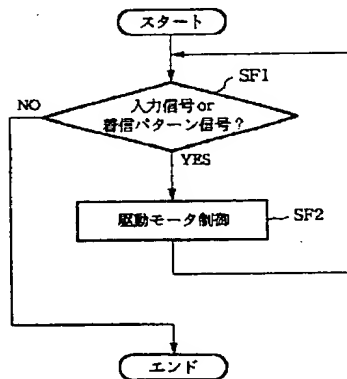 スタート
SF1
入力信号or
着信パターン信号？
NO
YES
駆動モータ制御
SF2
エンド